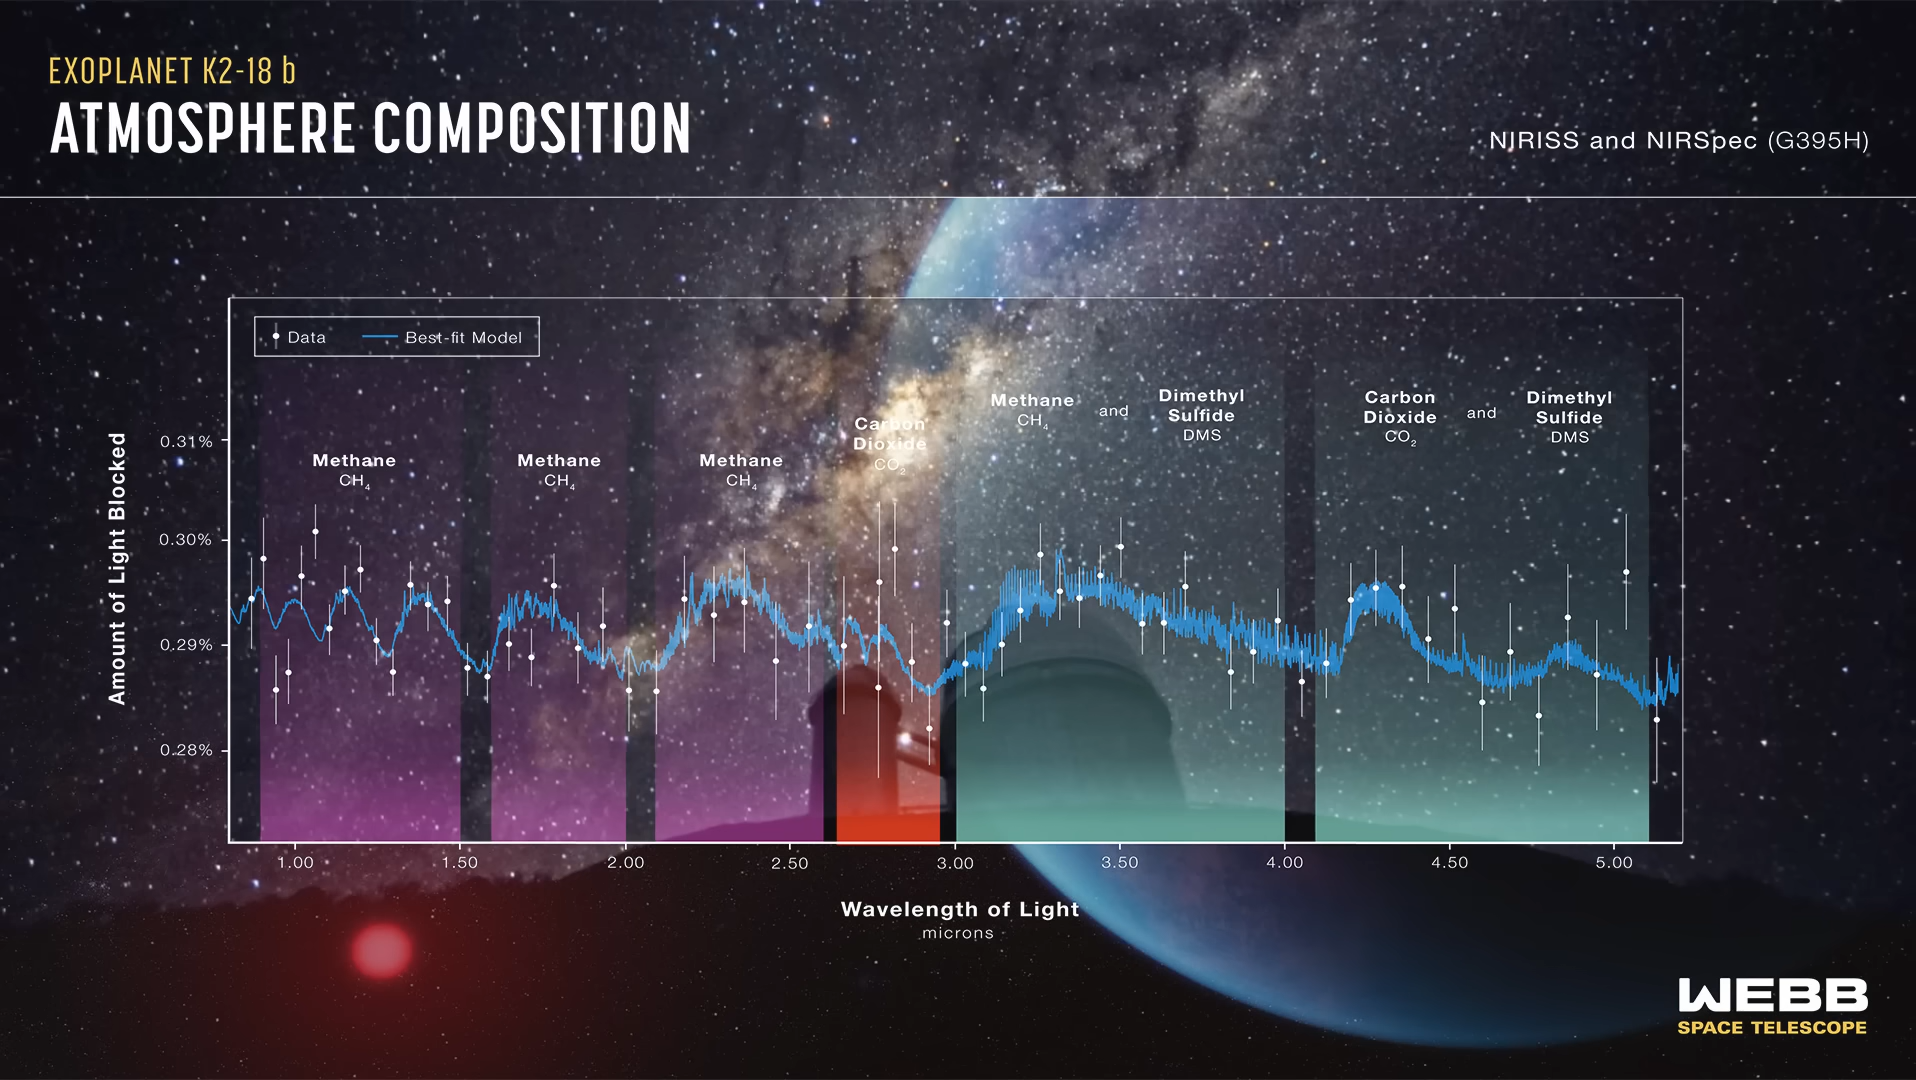 EXOPLANET K2-18 b
ATMOSPHERE COMPOSITION
NIRISS and NIRSpec (G395H)
Data
Best-fit Model
Methane
CH₄
Methane
CH₄
Methane
CH₄
Carbon
Dioxide
CO₂
Methane
CH₄
and
Dimethyl
Sulfide
DMS
Carbon
Dioxide
CO₂
and
Dimethyl
Sulfide
DMS
Amount of Light Blocked
0.31%
0.30%
0.29%
0.28%
1.00 1.50 2.00 2.50 3.00 3.50 4.00 4.50 5.00
Wavelength of Light
microns
WEBB
SPACE TELESCOPE